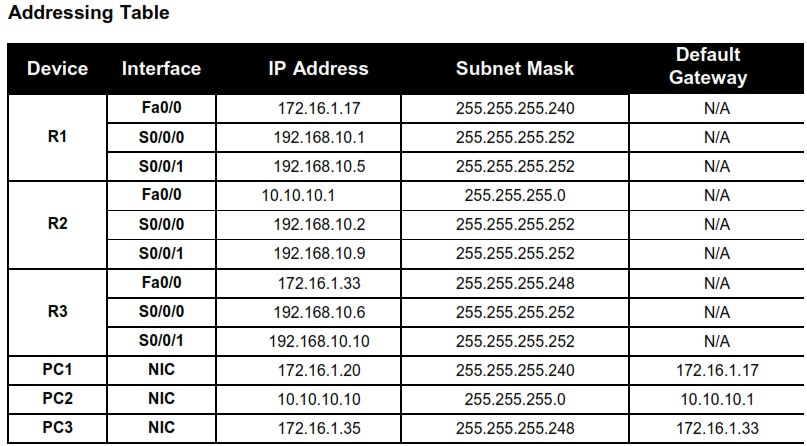 Addressing Table
Device Interface IP Address Subnet Mask Default Gateway
R1 Fa0/0 172.16.1.17 255.255.255.240 N/A
S0/0/0 192.168.10.1 255.255.255.252 N/A
S0/0/1 192.168.10.5 255.255.255.252 N/A
R2 Fa0/0 10.10.10.1 255.255.255.0 N/A
S0/0/0 192.168.10.2 255.255.255.252 N/A
S0/0/1 192.168.10.9 255.255.255.252 N/A
R3 Fa0/0 172.16.1.33 255.255.255.248 N/A
S0/0/0 192.168.10.6 255.255.255.252 N/A
S0/0/1 192.168.10.10 255.255.255.252 N/A
PC1 NIC 172.16.1.20 255.255.255.240 172.16.1.17
PC2 NIC 10.10.10.10 255.255.255.0 10.10.10.1
PC3 NIC 172.16.1.35 255.255.255.248 172.16.1.33